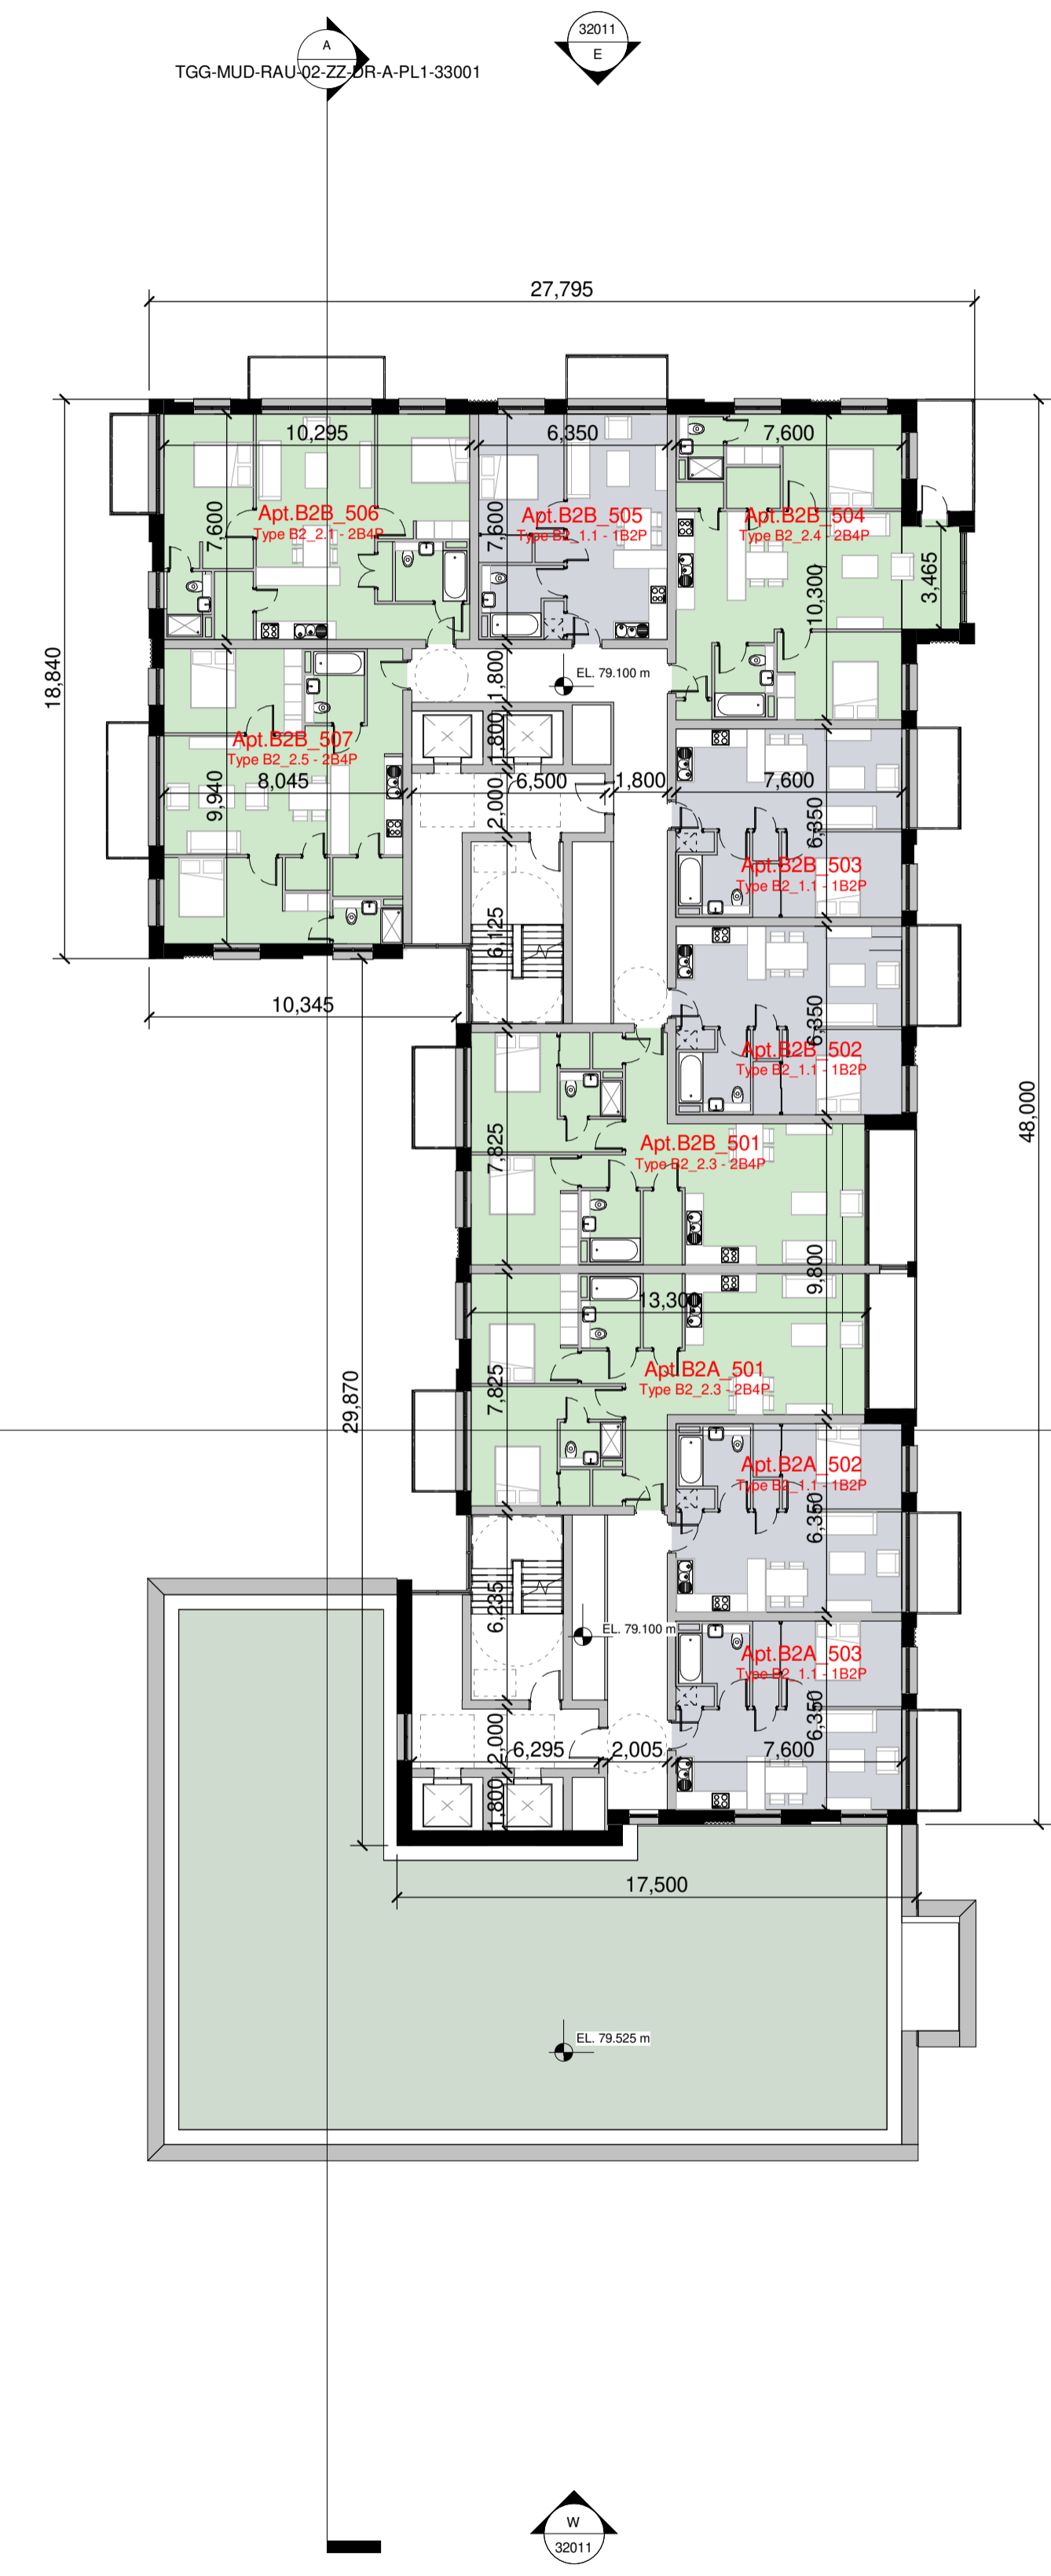 32011
A
E
TGG-MUD-RAU-02-ZZ-DR-A-PL1-33001
27,795
10,295
6,350
7,600
Apt.B2B_506
Type B2_2.1 - 2B4P
7,600
Apt.B2B_505
Type B2_1.1 - 1B2P
7,600
Apt.B2B_504
Type B2_2.4 - 2B4P
10,300
3,465
18,840
1,800
EL. 79.100 m
Apt.B2B_507
Type B2_2.5 - 2B4P
1,800
8,045
9,940
6,500
2,000
1,800
7,600
6,350
Apt.B2B_503
Type B2_1.1 - 1B2P
6,125
10,345
6,350
Apt.B2B_502
Type B2_1.1 - 1B2P
48,000
7,825
Apt.B2B_501
Type B2_2.3 - 2B4P
9,800
13,300
7,825
Apt.B2A_501
Type B2_2.3 - 2B4P
29,870
Apt.B2A_502
Type B2_1.1 - 1B2P
6,350
6,235
EL. 79.100 m
Apt.B2A_503
Type B2_1.1 - 1B2P
6,350
2,000
6,295
2,005
7,600
1,800
17,500
EL. 79.525 m
W
32011